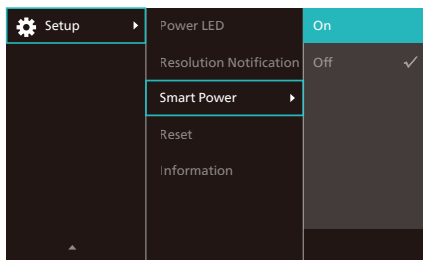 Setup
Power LED
Resolution Notification
Smart Power
Reset
Information
On
Off